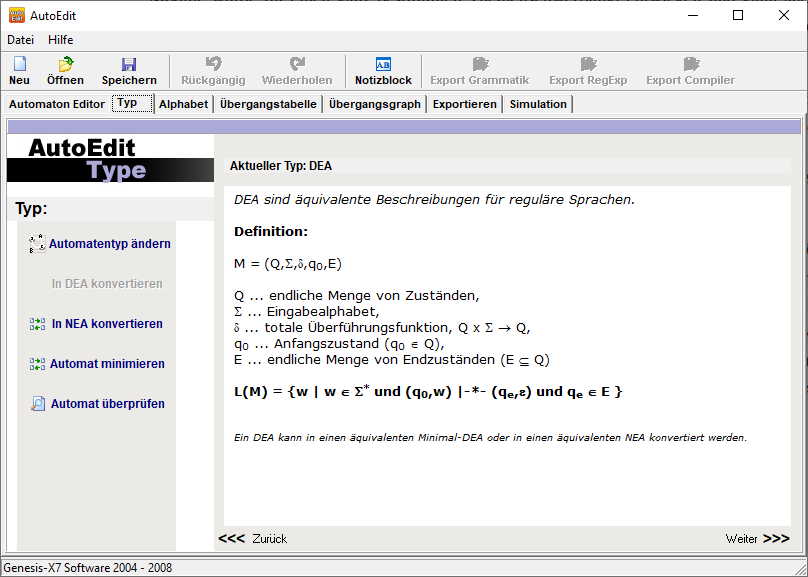 AutoEdit
Datei Hilfe
Neu Öffnen Speichern Rückgängig Wiederholen Notizblock Export Grammatik Export RegExp Export Compiler
Automaton Editor Typ Alphabet Übergangstabelle Übergangsgraph Exportieren Simulation
AutoEdit
Type
Aktueller Typ: DEA
Typ:
Automatentyp ändern
In DEA konvertieren
In NEA konvertieren
Automat minimieren
Automat überprüfen
DEA sind äquivalente Beschreibungen für reguläre Sprachen.
Definition:
M = (Q,Σ,δ,q₀,E)
Q ... endliche Menge von Zuständen,
Σ ... Eingabealphabet,
δ ... totale Überführungsfunktion, Q x Σ → Q,
q₀ ... Anfangszustand (q₀ ∈ Q),
E ... endliche Menge von Endzuständen (E ⊆ Q)
L(M) = {w | w ∈ Σ* und (q₀,w) |-*- (qₑ,ε) und qₑ ∈ E }
Ein DEA kann in einen äquivalenten Minimal-DEA oder in einen äquivalenten NEA konvertiert werden.
<<< Zurück Weiter >>>
Genesis-X7 Software 2004 - 2008